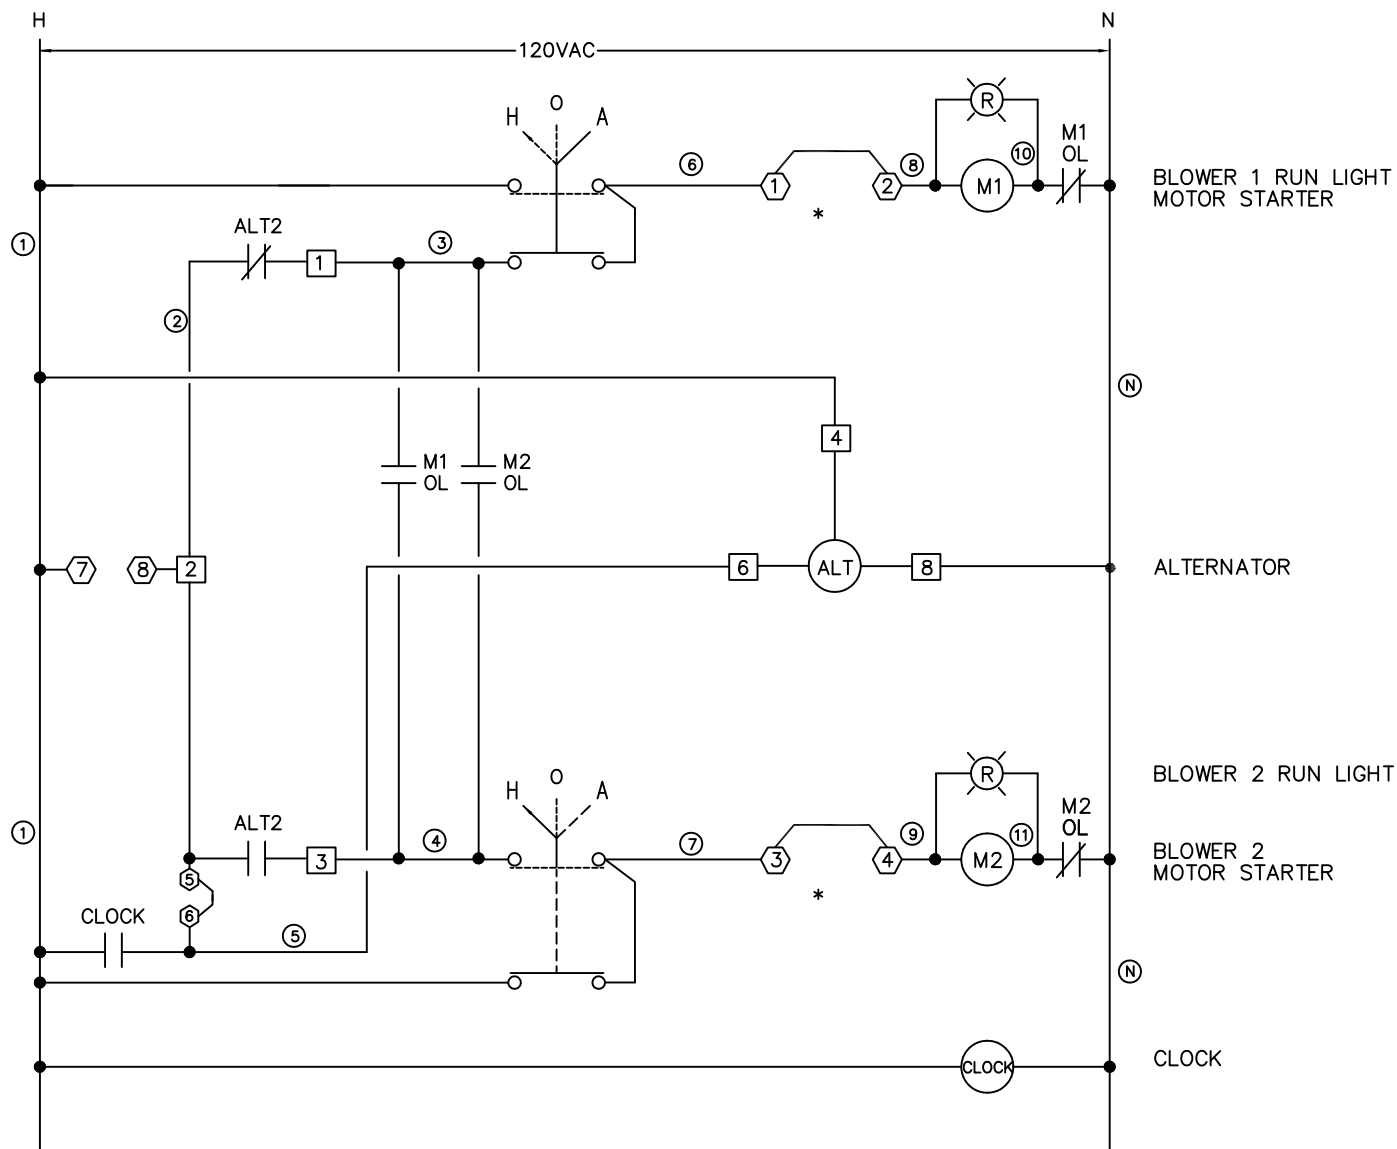 H
N
120VAC
H
O
A
R
M1
OL
6
1
2
8
M1
10
*
BLOWER 1 RUN LIGHT
MOTOR STARTER
1
ALT2
1
3
2
N
4
M1
OL
M2
OL
7
8
2
6
ALT
8
ALTERNATOR
H
O
A
R
BLOWER 2 RUN LIGHT
M2
OL
1
ALT2
3
4
7
3
4
9
M2
11
*
BLOWER 2
MOTOR STARTER
5
6
CLOCK
5
N
CLOCK
CLOCK